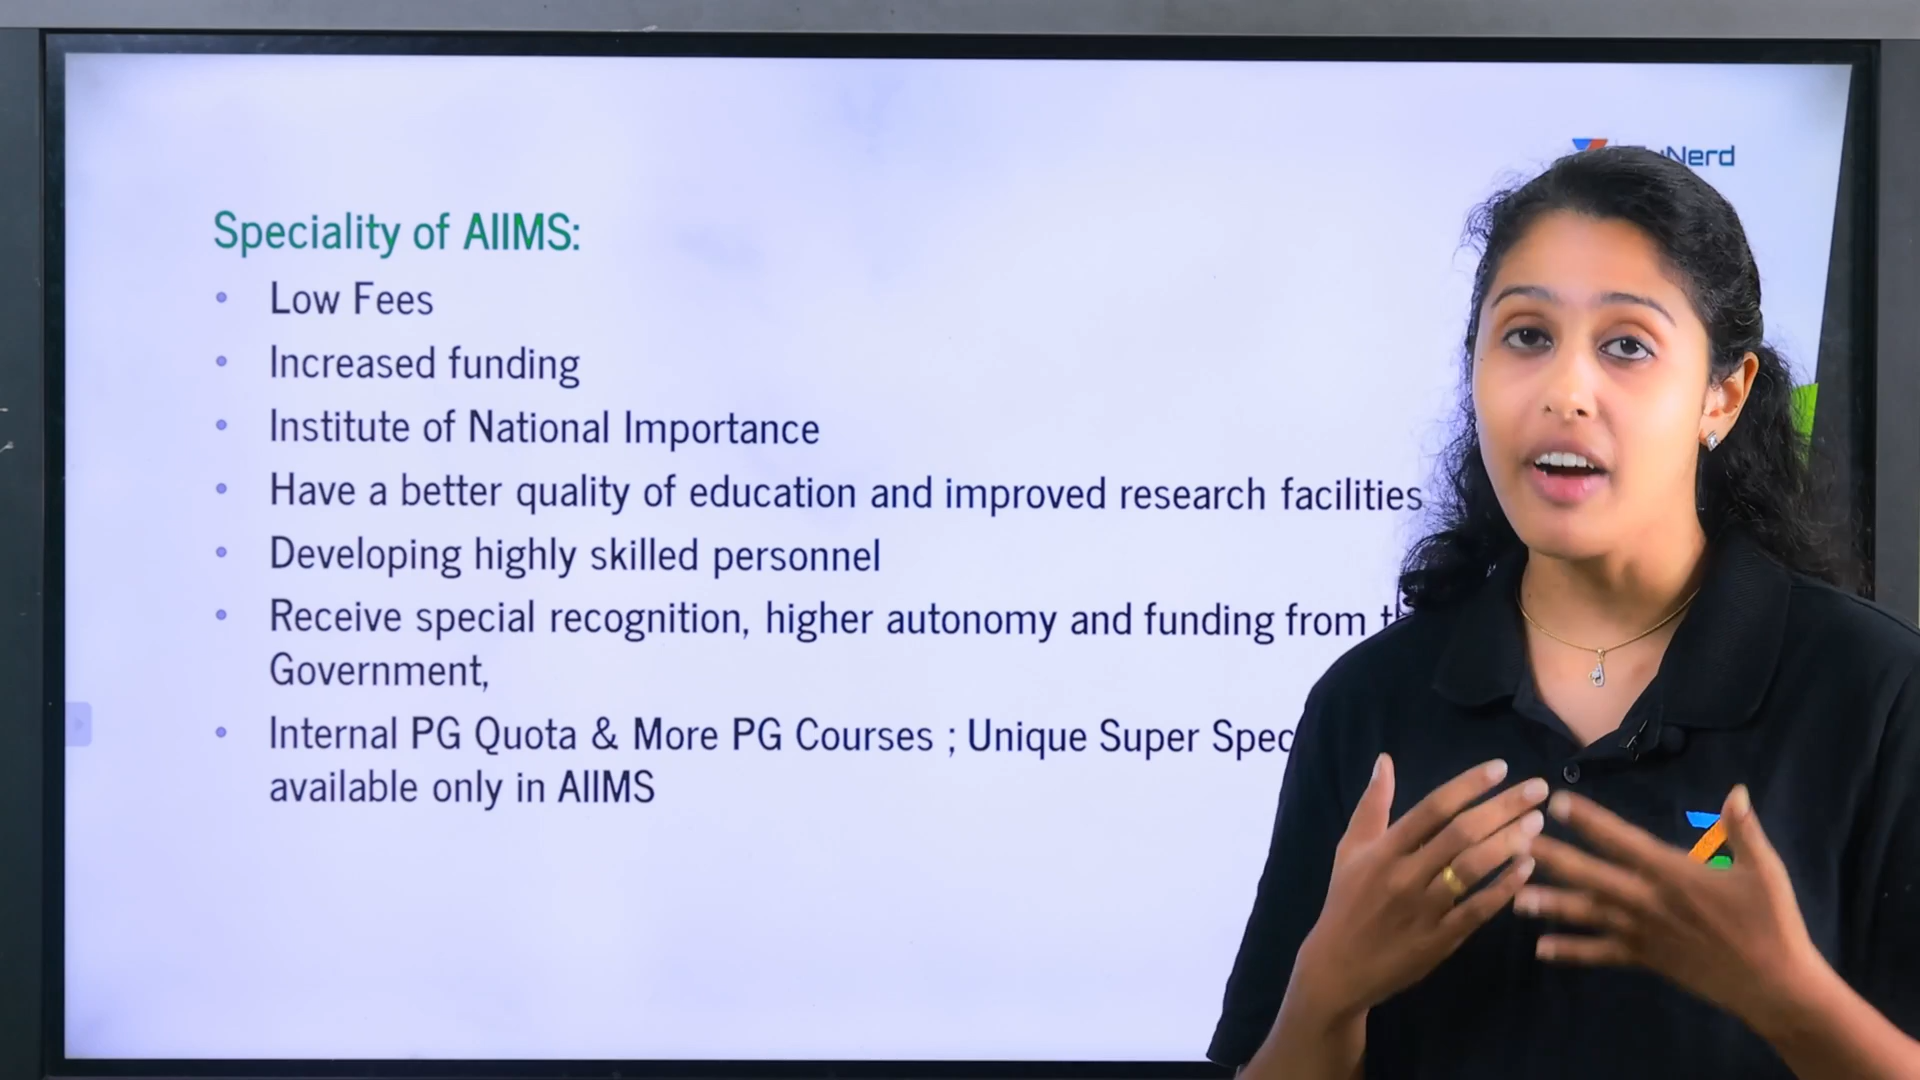 Nerd
Speciality of AIIMS:
• Low Fees
• Increased funding
• Institute of National Importance
• Have a better quality of education and improved research facilities
• Developing highly skilled personnel
• Receive special recognition, higher autonomy and funding from
Government,
• Internal PG Quota & More PG Courses ; Unique Super
available only in AIIMS